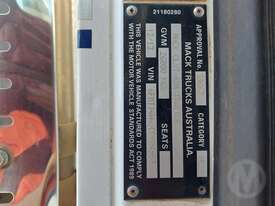 21180280
APPROVAL No. CATEGORY
MACK TRUCKS AUSTRALIA.
GVM
VIN SEATS
THIS VEHICLE WAS MANUFACTURED TO COMPLY
WITH THE MOTOR VEHICLE STANDARDS ACT 1989
M